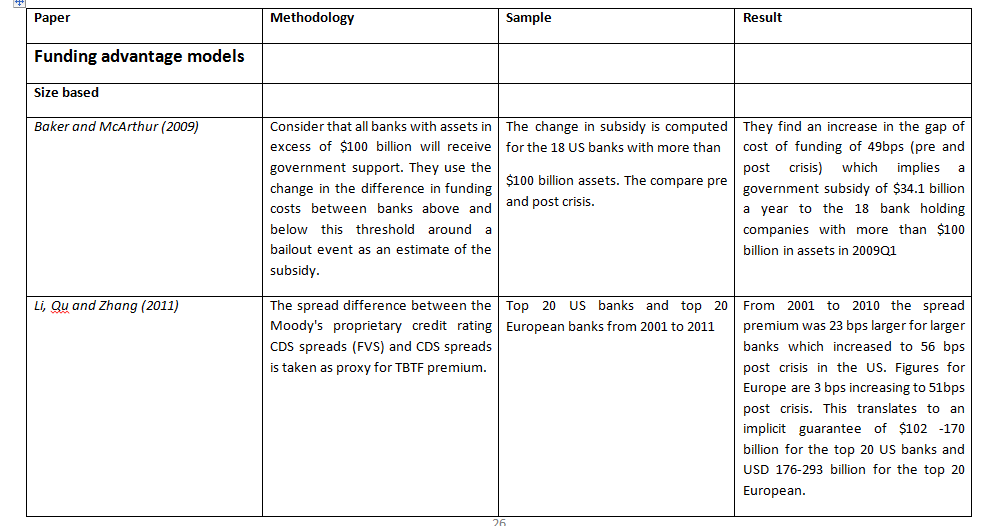 Paper
Methodology
Sample
Result
Funding advantage models
Size based
Baker and McArthur (2009)
Consider that all banks with assets in
excess of $100 billion will receive
government support. They use the
change in the difference in funding
costs between banks above and
below this threshold around a
bailout event as an estimate of the
subsidy.
The change in subsidy is computed
for the 18 US banks with more than
$100 billion assets. The compare pre
and post crisis.
They find an increase in the gap of
cost of funding of 49bps (pre and
post crisis) which implies a
government subsidy of $34.1 billion
a year to the 18 bank holding
companies with more than $100
billion in assets in 2009Q1
Li, Qu and Zhang (2011)
The spread difference between the
Moody's proprietary credit rating
CDS spreads (FVS) and CDS spreads
is taken as proxy for TBTF premium.
Top 20 US banks and top 20
European banks from 2001 to 2011
From 2001 to 2010 the spread
premium was 23 bps larger for larger
banks which increased to 56 bps
post crisis in the US. Figures for
Europe are 3 bps increasing to 51bps
post crisis. This translates to an
implicit guarantee of $102 -170
billion for the top 20 US banks and
USD 176-293 billion for the top 20
European.
26